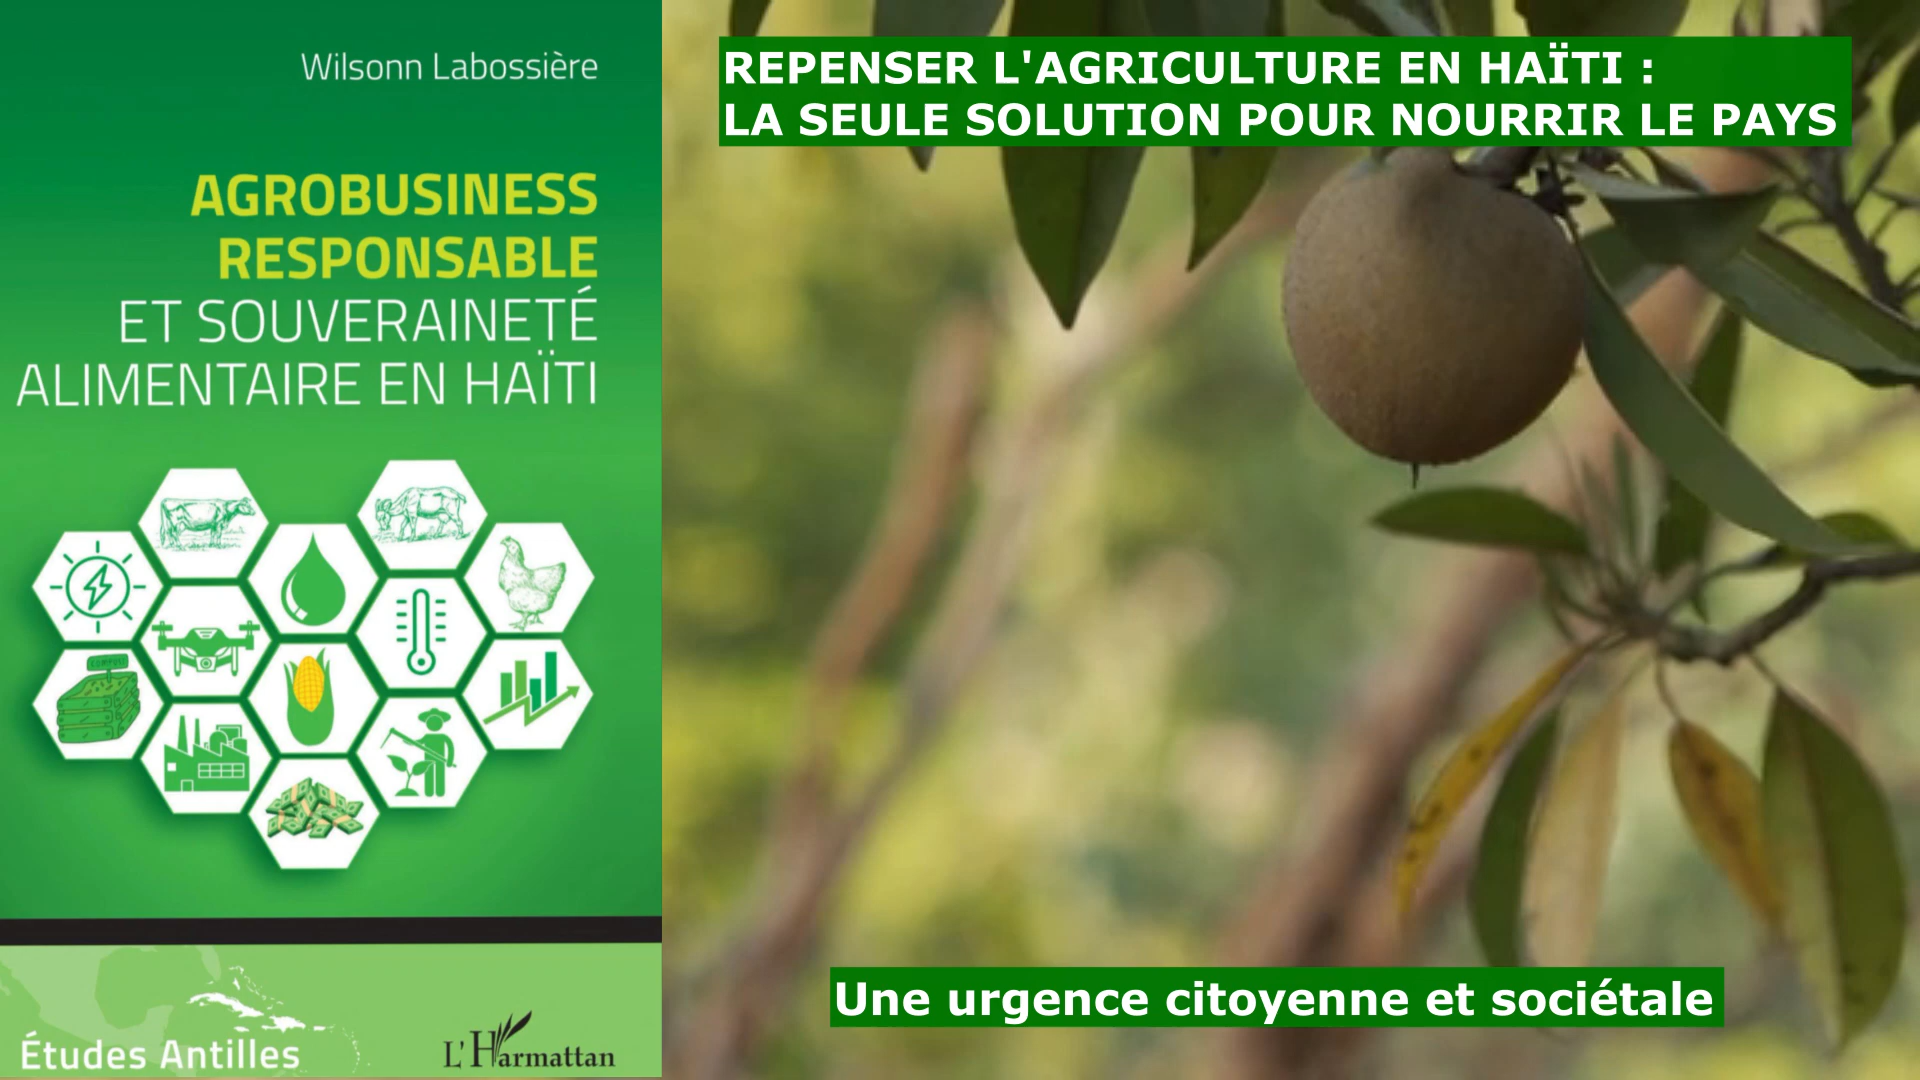 Wilsonn Labossière
AGROBUSINESS
RESPONSABLE
ET SOUVERAINETÉ
ALIMENTAIRE EN HAÏTI
COMPOST
Études Antilles
L'Harmattan
REPENSER L'AGRICULTURE EN HAÏTI :
LA SEULE SOLUTION POUR NOURRIR LE PAYS
Une urgence citoyenne et sociétale